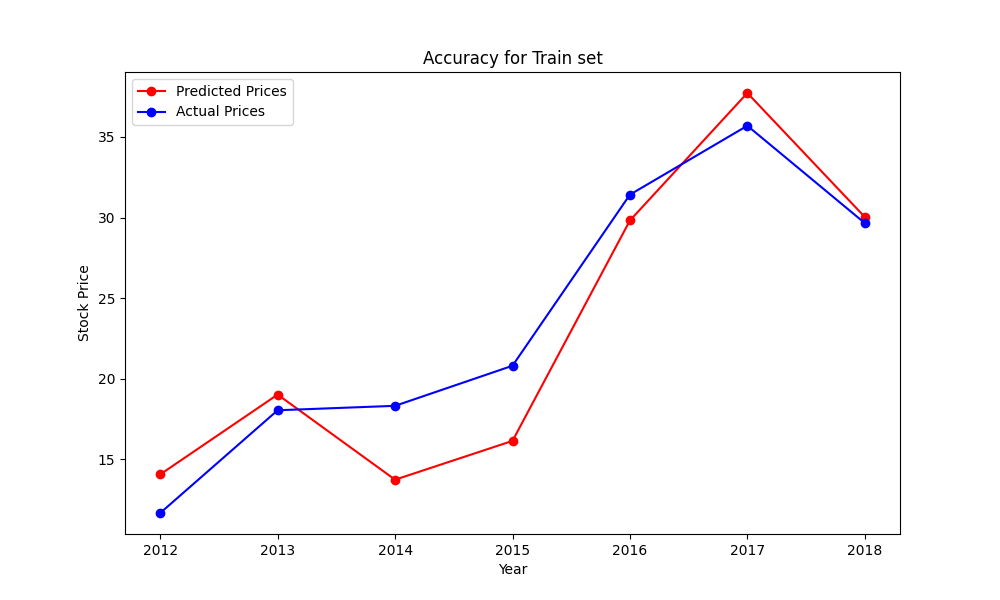 Accuracy for Train set
Predicted Prices
Actual Prices
35
30
25
20
15
Stock Price
2012 2013 2014 2015 2016 2017 2018
Year